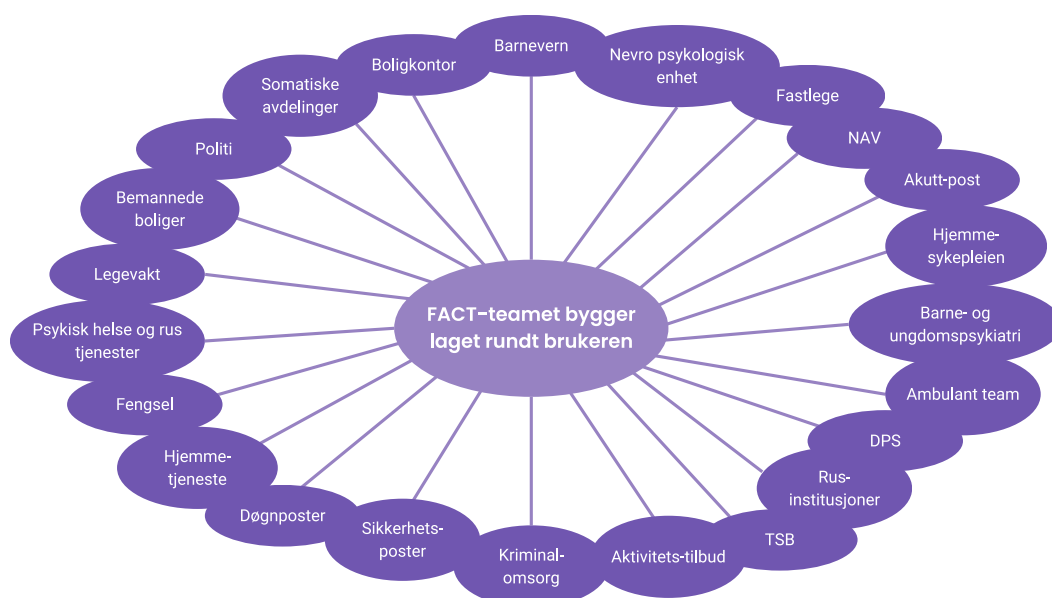 Barnevern
Nevro psykologisk
enhet
Fastlege
NAV
Akutt-post
Hjemme-
sykepleien
Barne- og
ungdomspsykiatri
Ambulant team
DPS
Rus-
institusjoner
TSB
Aktivitets-tilbud
Kriminal-
omsorg
Sikkerhets-
poster
Døgnposter
Hjemme-
tjeneste
Fengsel
Psykisk helse og rus
tjenester
Legevakt
Bemannede
boliger
Politi
Somatiske
avdelinger
Boligkontor
FACT-teamet bygger
laget rundt brukeren